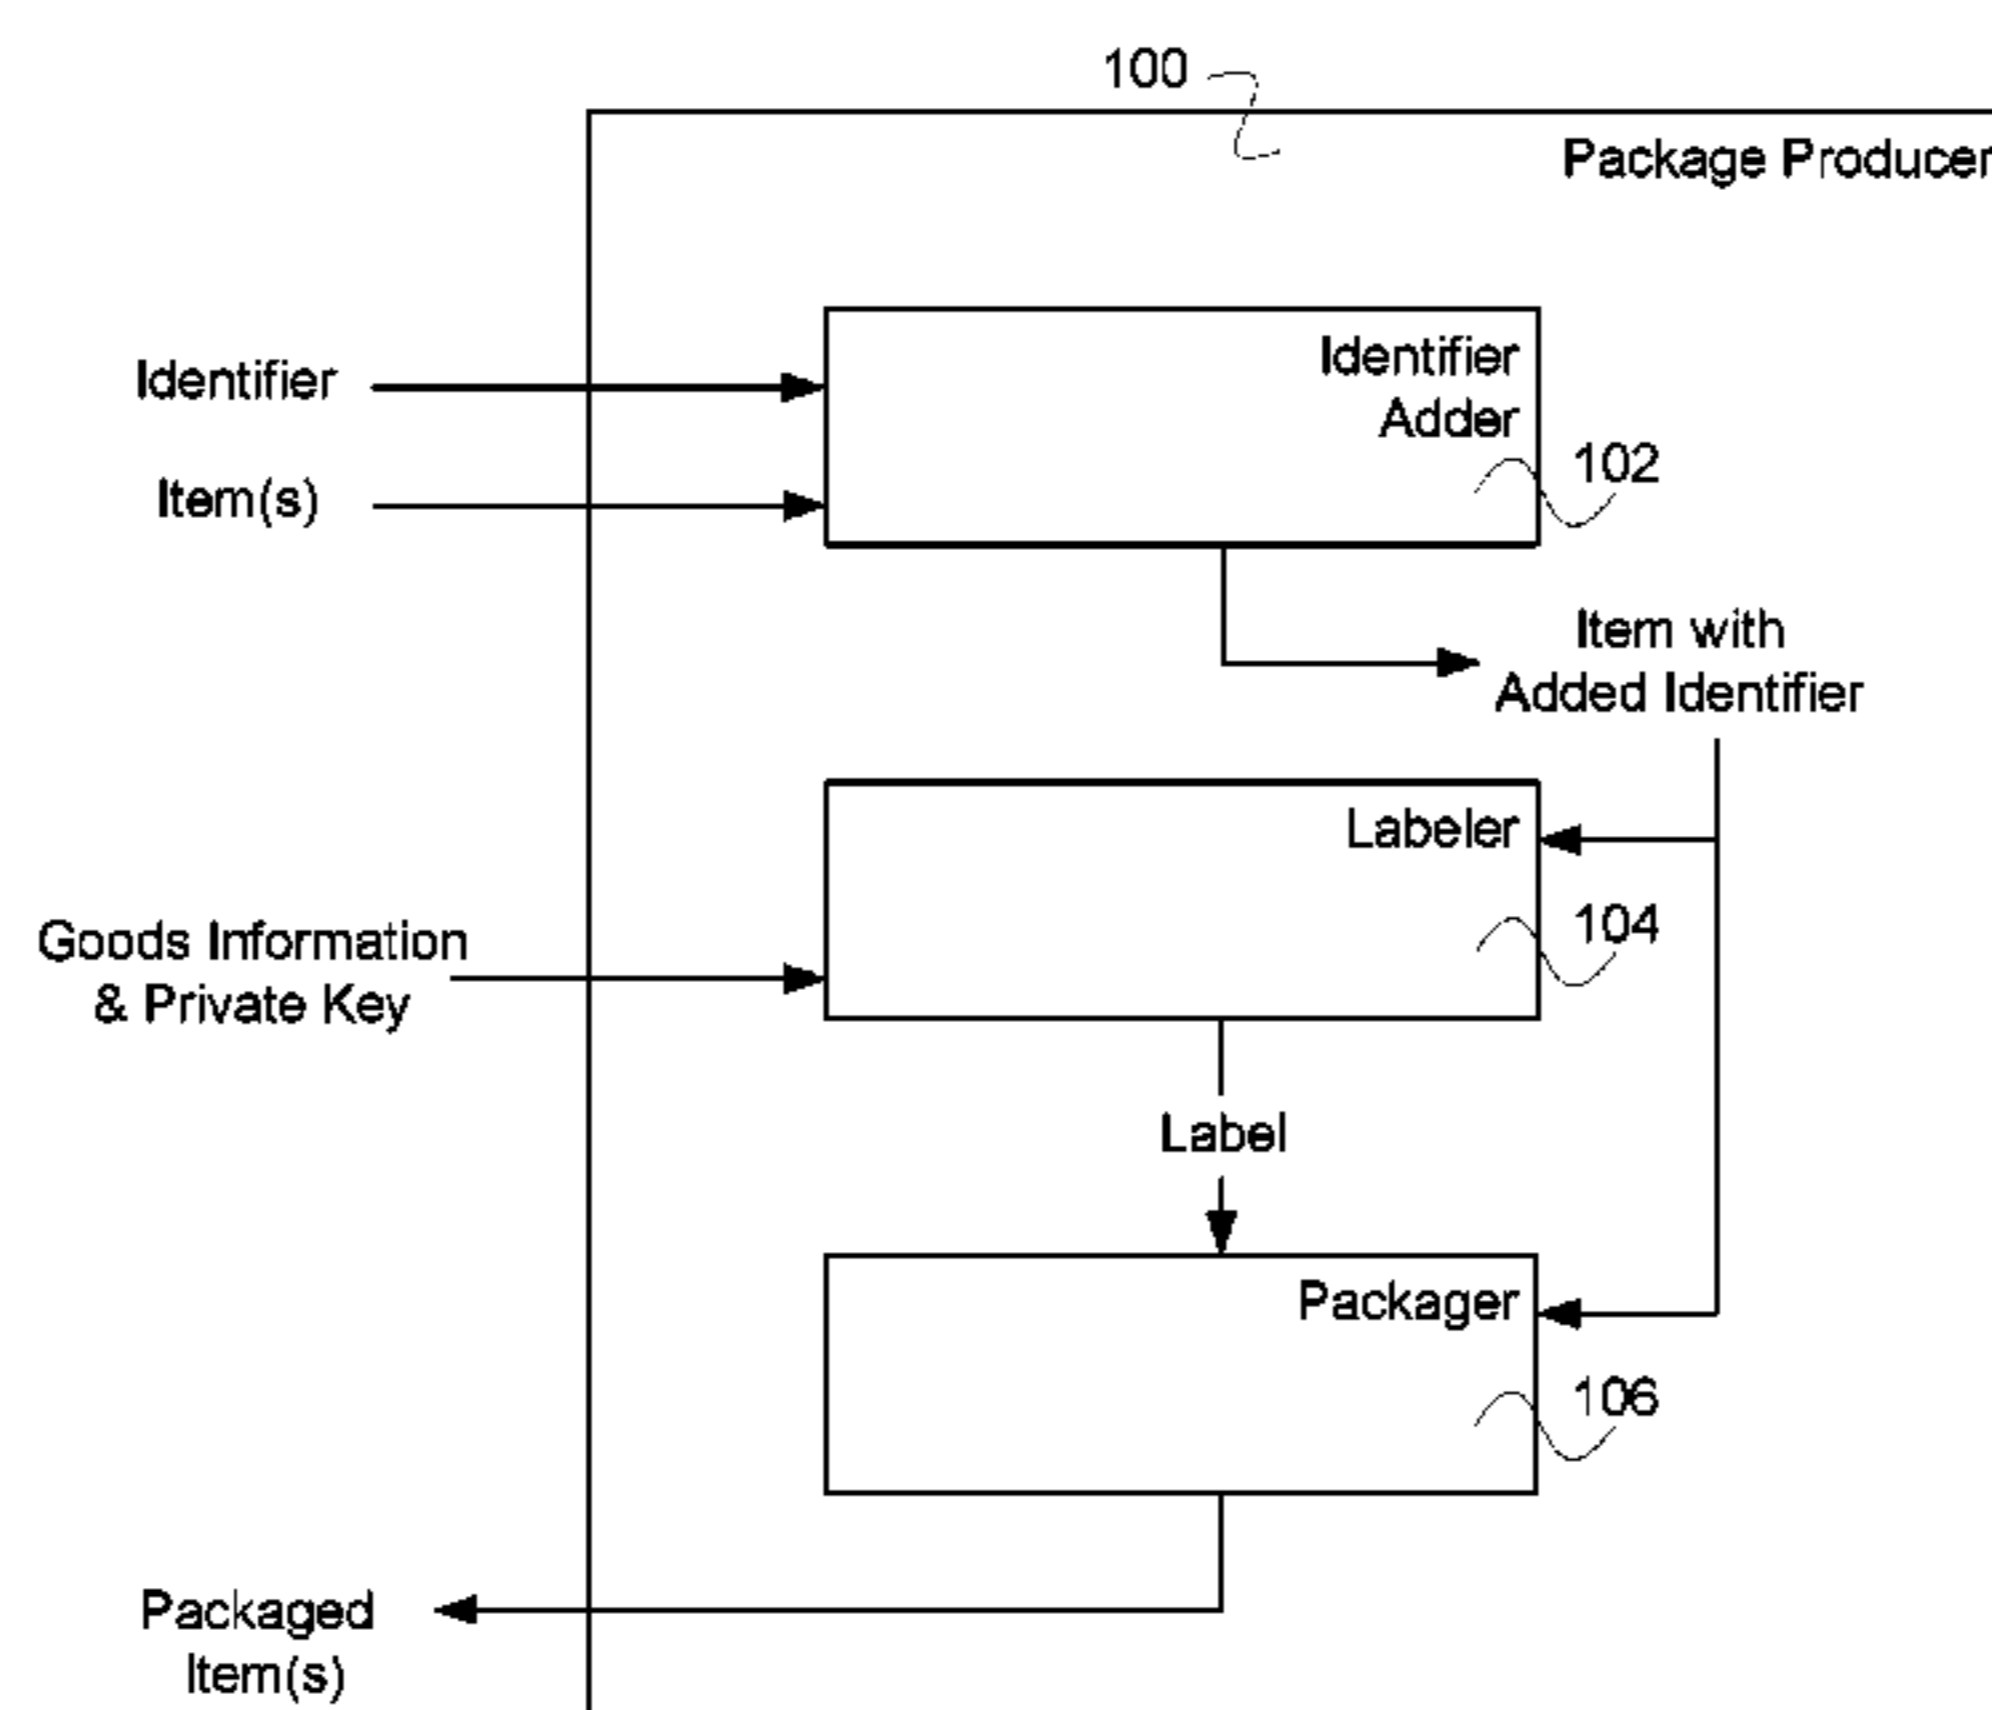 100
Package Producer
Identifier
Adder
Identifier
102
Item(s)
Item with
Added Identifier
Labeler
104
Goods Information
& Private Key
Label
Packager
106
Packaged
Item(s)